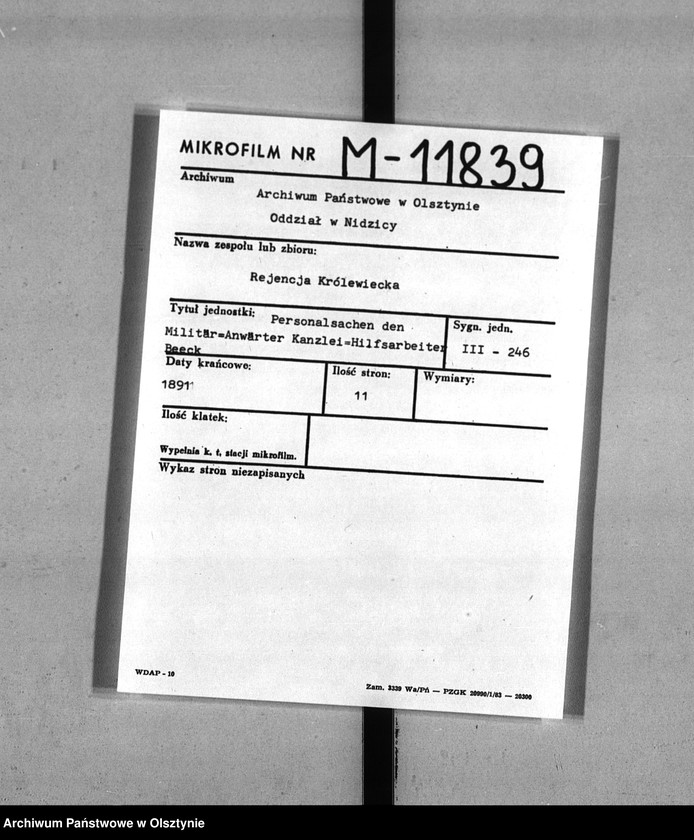 MIKROFILM NR M-11839
Archiwum
Archiwum Państwowe w Olsztynie
Oddział w Nidzicy
Nazwa zespołu lub zbioru:
Rejencja Królewiecka
Tytuł jednostki: Personalsachen den
Militär=Anwärter Kanzlei=Hilfsarbeiter
Beeck
Sygn. jedn.
III - 246
Daty krańcowe:
1891
Ilość stron:
11
Wymiary:
Ilość klatek:
Wypełnia k. t. stacji mikrofilm.
Wykaz stron niezapisanych
WDAP - 10
Zam. 3339 Wa/Pń — PZGK 20990/1/83 — 20300
Archiwum Państwowe w Olsztynie